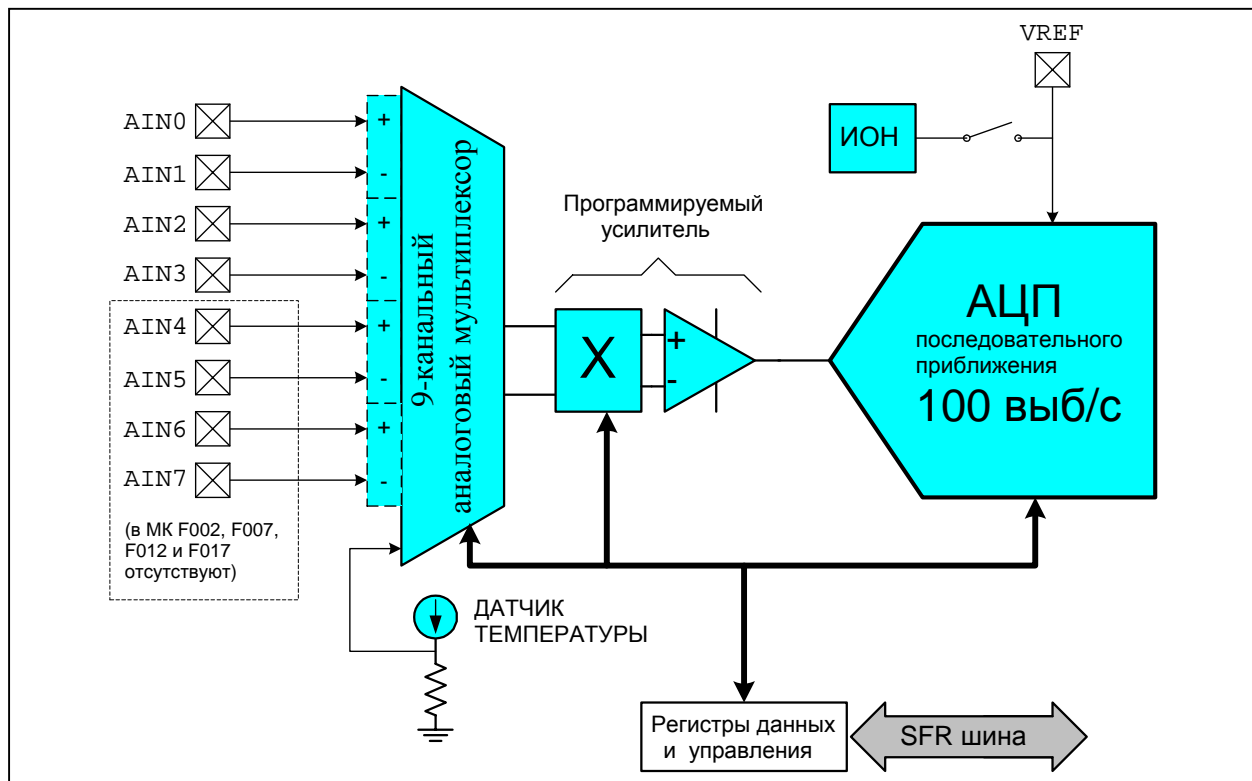 VREF
ИОН
AIN0
AIN1
AIN2
AIN3
AIN4
AIN5
AIN6
AIN7
+
-
+
-
+
-
+
-
(в МК F002, F007,
F012 и F017
отсутствуют)
9-канальный
аналоговый мультиплексор
Программируемый
усилитель
X
+
-
АЦП
последовательного
приближения
100 выб/с
ДАТЧИК
ТЕМПЕРАТУРЫ
Регистры данных
и управления
SFR шина